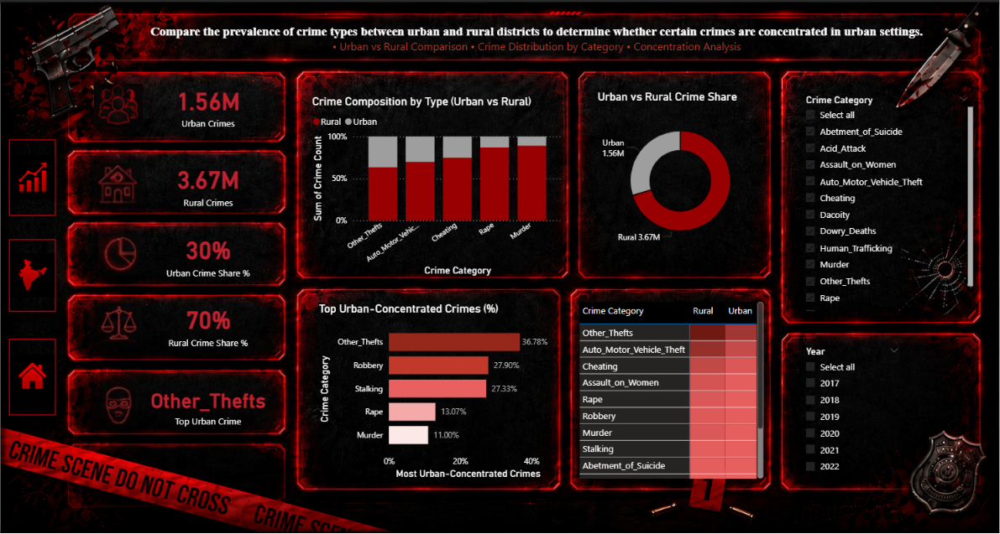 Compare the prevalence of crime types between urban and rural districts to determine whether certain crimes are concentrated in urban settings.
• Urban vs Rural Comparison • Crime Distribution by Category • Concentration Analysis
1.56M
Urban Crimes
3.67M
Rural Crimes
30%
Urban Crime Share %
70%
Rural Crime Share %
Other_Thefts
Top Urban Crime
CRIME SCENE DO NOT CROSS
CRIME SCEN
Crime Composition by Type (Urban vs Rural)
Rural Urban
Sum of Crime Count
100%
50%
0%
Other_Thefts
Auto_Motor_Vehic...
Cheating
Rape
Murder
Crime Category
Urban vs Rural Crime Share
Urban
1.56M
Rural 3.67M
Top Urban-Concentrated Crimes (%)
Crime Category
Other_Thefts 36.78%
Robbery 27.90%
Stalking 27.33%
Rape 13.07%
Murder 11.00%
0% 20% 40%
Most Urban-Concentrated Crimes
Crime Category Rural Urban
Other_Thefts
Auto_Motor_Vehicle_Theft
Cheating
Assault_on_Women
Rape
Robbery
Murder
Stalking
Abetment_of_Suicide
1
Crime Category
Select all
Abetment_of_Suicide
Acid_Attack
Assault_on_Women
Auto_Motor_Vehicle_Theft
Cheating
Dacoity
Dowry_Deaths
Human_Trafficking
Murder
Other_Thefts
Rape
Year
Select all
2017
2018
2019
2020
2021
2022